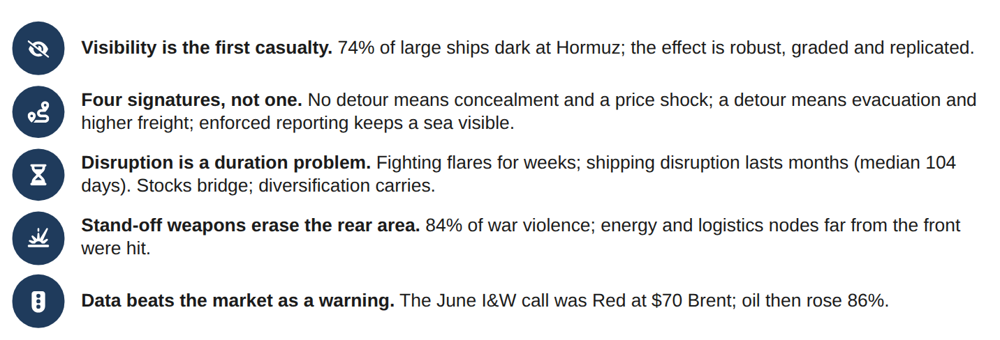 Visibility is the first casualty. 74% of large ships dark at Hormuz; the effect is robust, graded and replicated.
Four signatures, not one. No detour means concealment and a price shock; a detour means evacuation and
higher freight; enforced reporting keeps a sea visible.
Disruption is a duration problem. Fighting flares for weeks; shipping disruption lasts months (median 104
days). Stocks bridge; diversification carries.
Stand-off weapons erase the rear area. 84% of war violence; energy and logistics nodes far from the front
were hit.
Data beats the market as a warning. The June I&W call was Red at $70 Brent; oil then rose 86%.